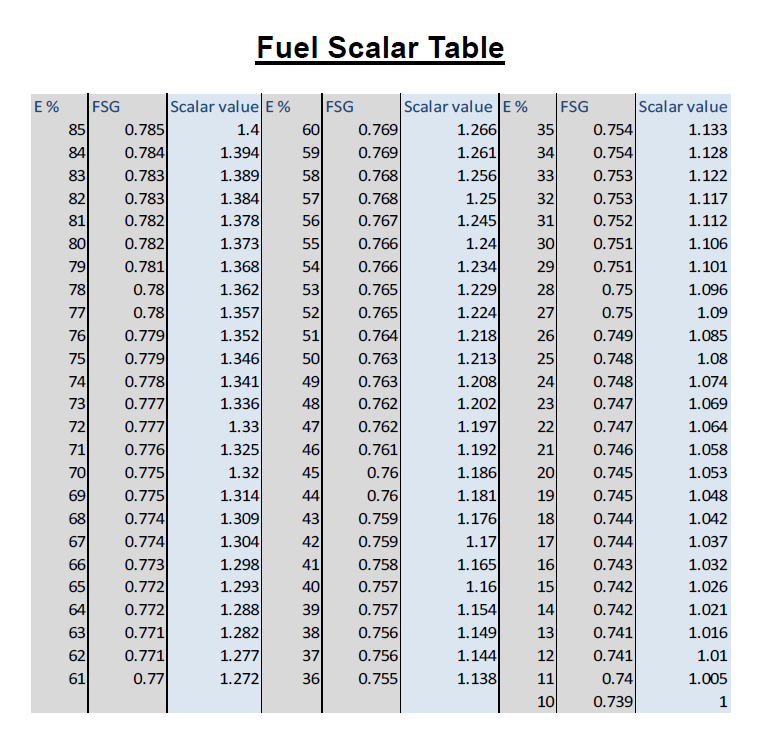 Fuel Scalar Table
E % FSG Scalar value E % FSG Scalar value E % FSG Scalar value
85 0.785 1.4 60 0.769 1.266 35 0.754 1.133
84 0.784 1.394 59 0.769 1.261 34 0.754 1.128
83 0.783 1.389 58 0.768 1.256 33 0.753 1.122
82 0.783 1.384 57 0.768 1.25 32 0.753 1.117
81 0.782 1.378 56 0.767 1.245 31 0.752 1.112
80 0.782 1.373 55 0.766 1.24 30 0.751 1.106
79 0.781 1.368 54 0.766 1.234 29 0.751 1.101
78 0.78 1.362 53 0.765 1.229 28 0.75 1.096
77 0.78 1.357 52 0.765 1.224 27 0.75 1.09
76 0.779 1.352 51 0.764 1.218 26 0.749 1.085
75 0.779 1.346 50 0.763 1.213 25 0.748 1.08
74 0.778 1.341 49 0.763 1.208 24 0.748 1.074
73 0.777 1.336 48 0.762 1.202 23 0.747 1.069
72 0.777 1.33 47 0.762 1.197 22 0.747 1.064
71 0.776 1.325 46 0.761 1.192 21 0.746 1.058
70 0.775 1.32 45 0.76 1.186 20 0.745 1.053
69 0.775 1.314 44 0.76 1.181 19 0.745 1.048
68 0.774 1.309 43 0.759 1.176 18 0.744 1.042
67 0.774 1.304 42 0.759 1.17 17 0.744 1.037
66 0.773 1.298 41 0.758 1.165 16 0.743 1.032
65 0.772 1.293 40 0.757 1.16 15 0.742 1.026
64 0.772 1.288 39 0.757 1.154 14 0.742 1.021
63 0.771 1.282 38 0.756 1.149 13 0.741 1.016
62 0.771 1.277 37 0.756 1.144 12 0.741 1.01
61 0.77 1.272 36 0.755 1.138 11 0.74 1.005
10 0.739 1